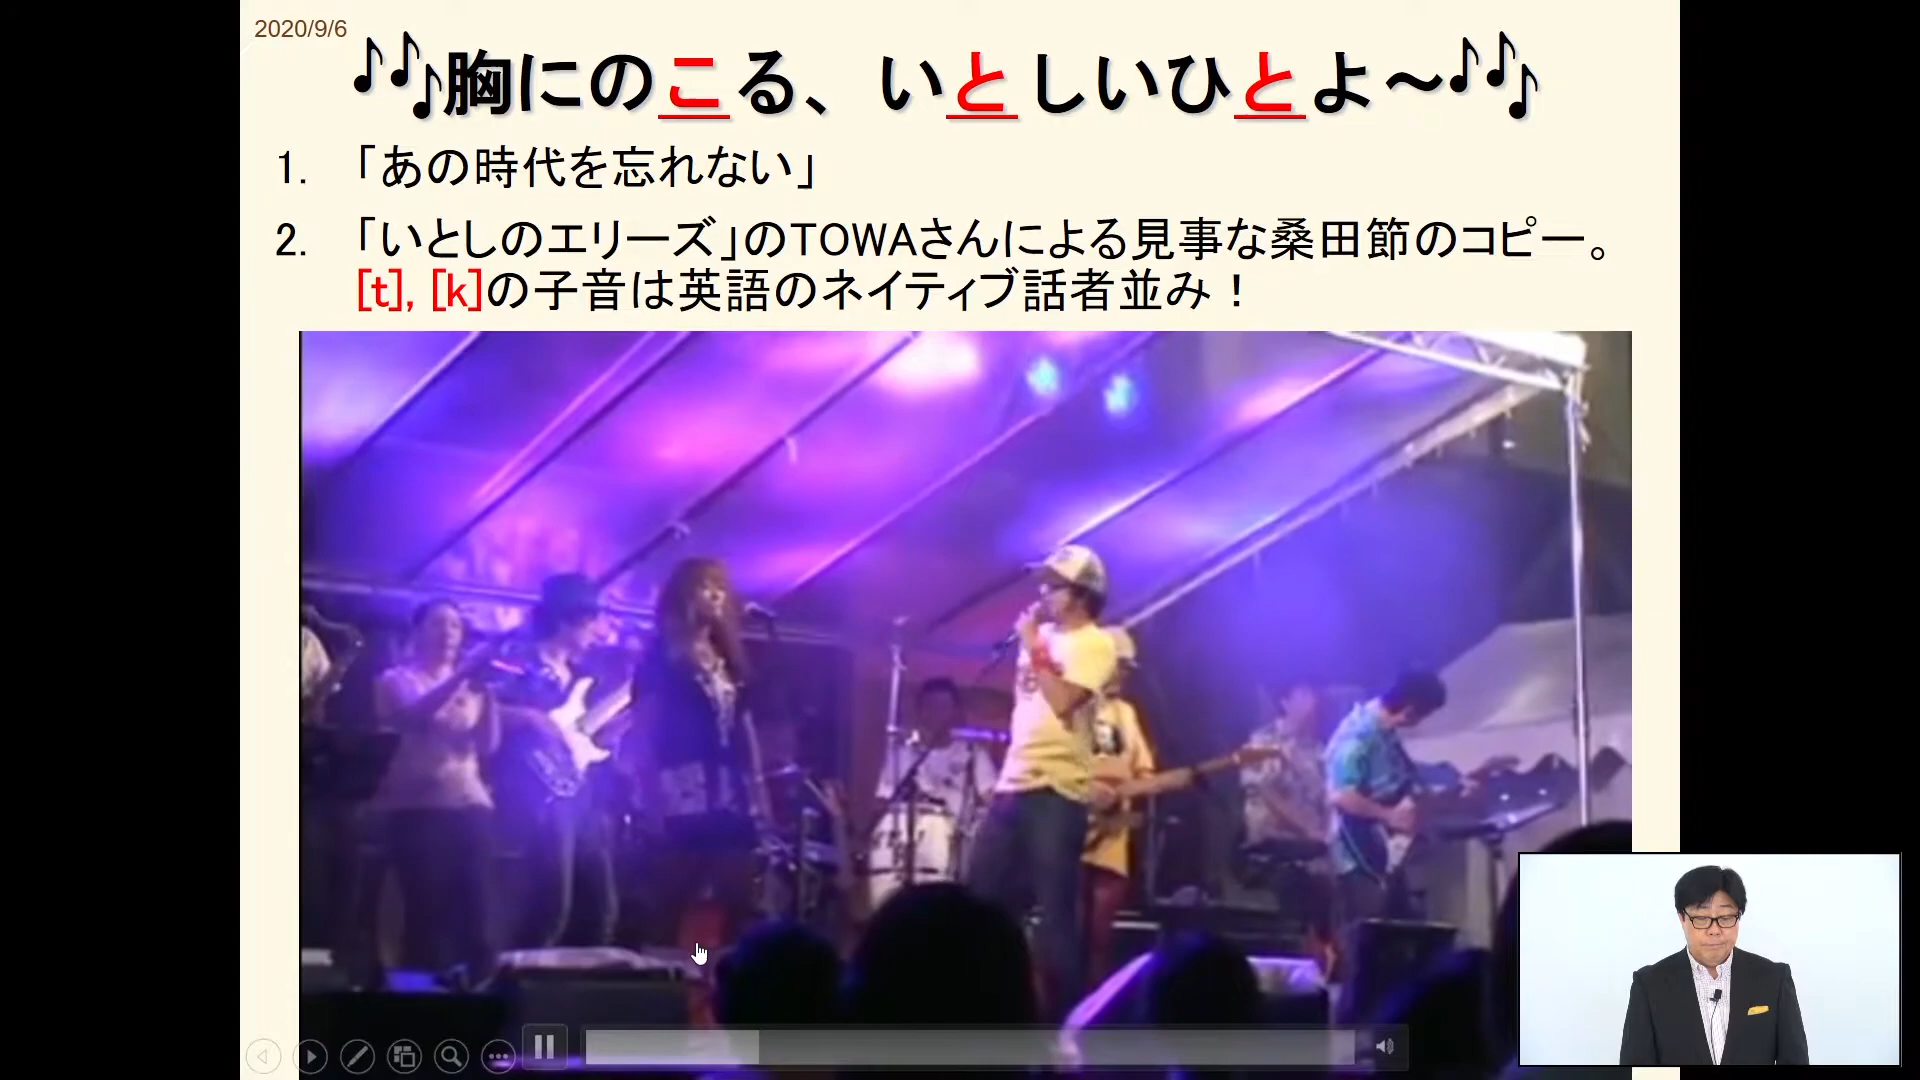 2020/9/6
胸にのこる、いとしいひとよ～
1. 「あの時代を忘れない」
2. 「いとしのエリーズ」のTOWAさんによる見事な桑田節のコピー。
[t], [k]の子音は英語のネイティブ話者並み！